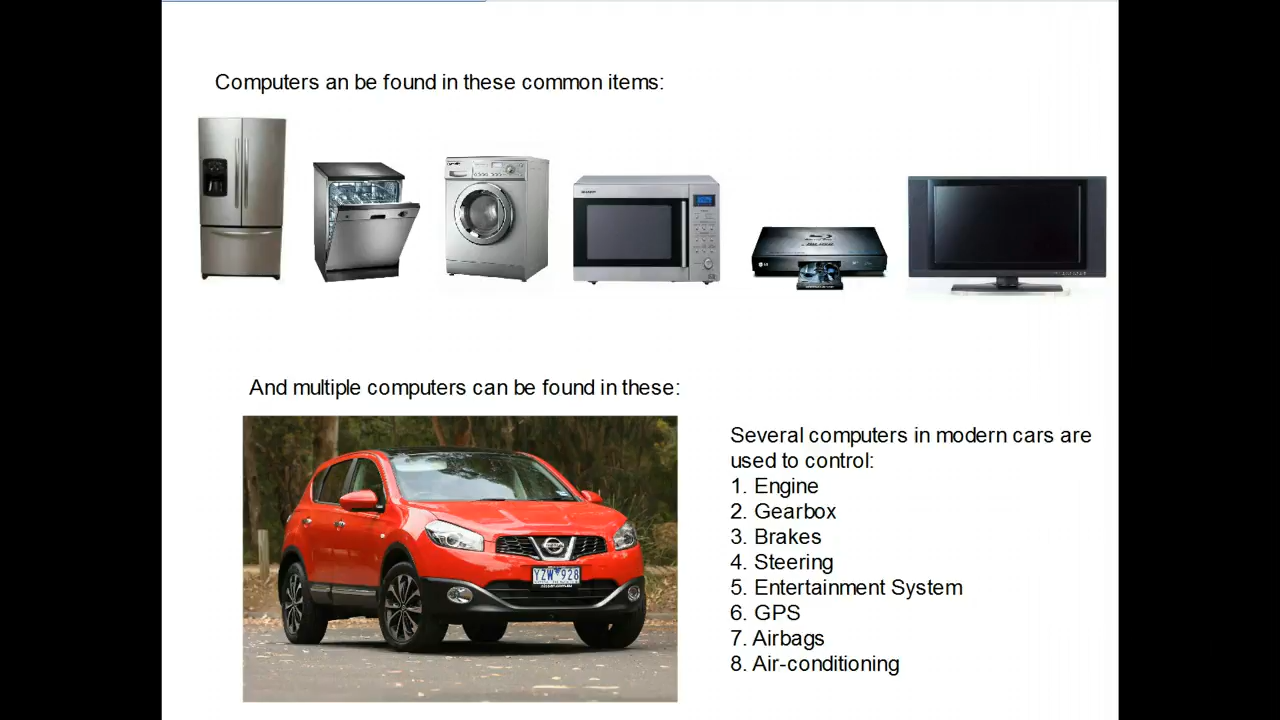 Computers an be found in these common items:
And multiple computers can be found in these:
YZW 928
Several computers in modern cars are
used to control:
1. Engine
2. Gearbox
3. Brakes
4. Steering
5. Entertainment System
6. GPS
7. Airbags
8. Air-conditioning